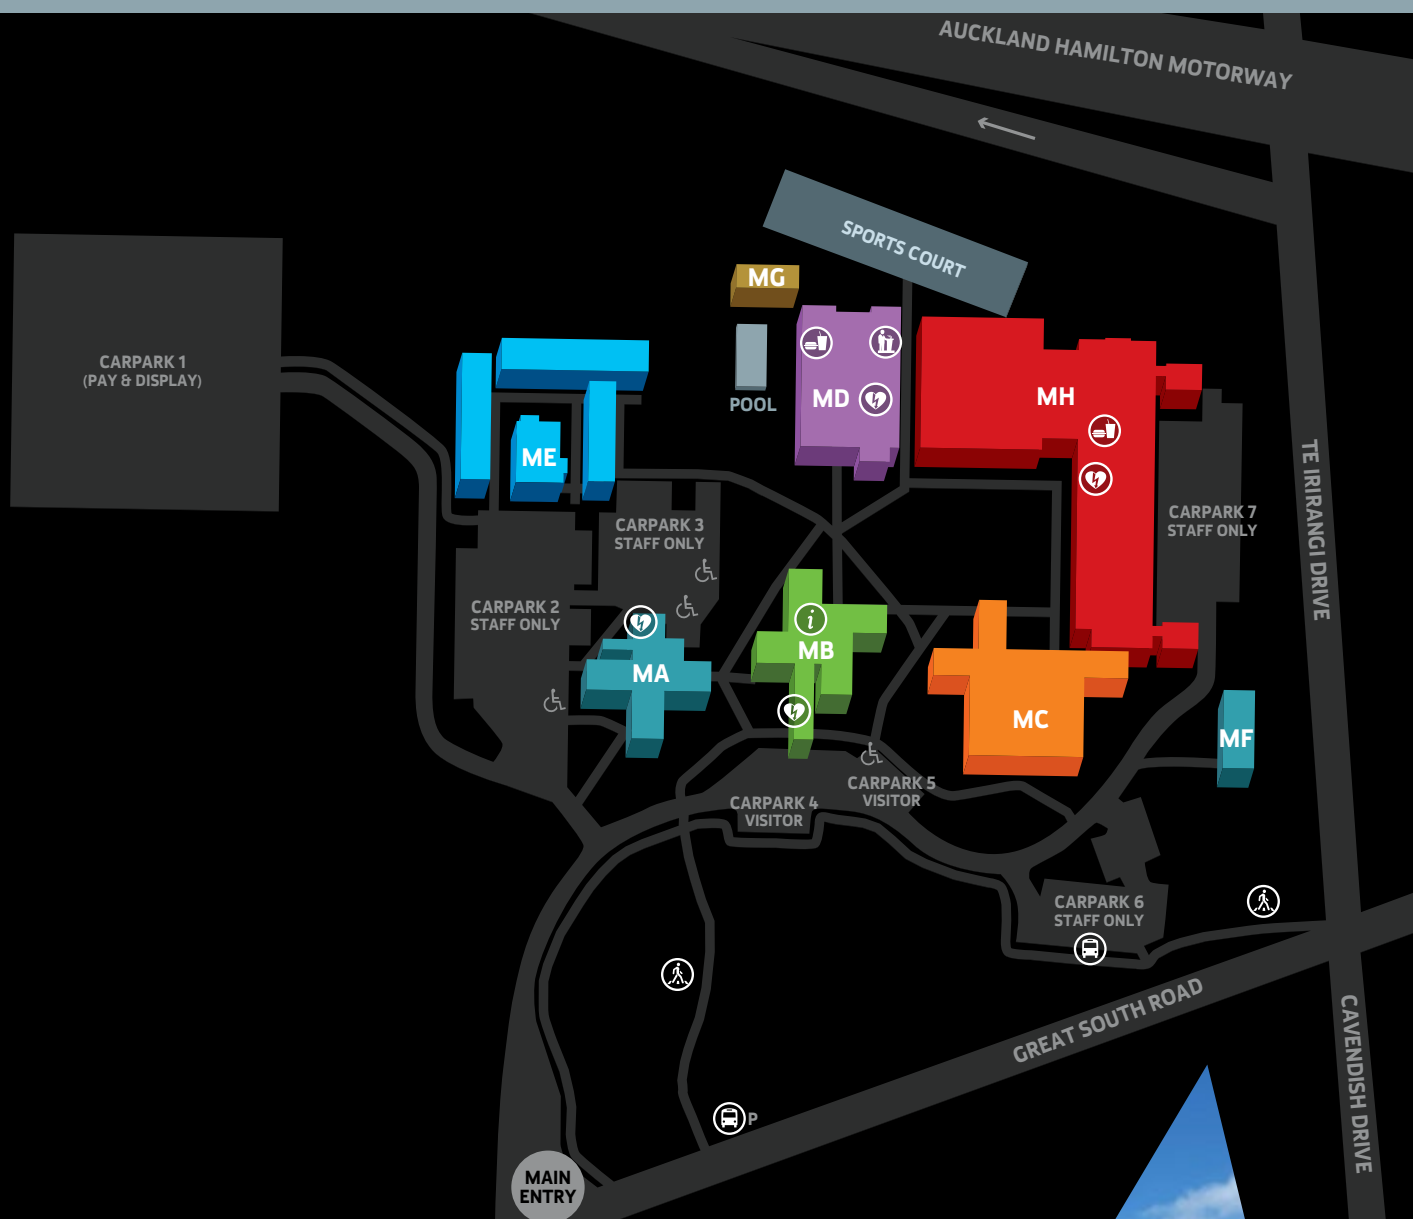 AUCKLAND HAMILTON MOTORWAY
SPORTS COURT
MG
CARPARK 1
(PAY & DISPLAY)
POOL
MD
MH
ME
TE IRIRANGI DRIVE
CARPARK 7
STAFF ONLY
CARPARK 3
STAFF ONLY
CARPARK 2
STAFF ONLY
i
MB
MA
MC
MF
CARPARK 5
VISITOR
CARPARK 4
VISITOR
CARPARK 6
STAFF ONLY
GREAT SOUTH ROAD
CAVENDISH DRIVE
P
MAIN
ENTRY